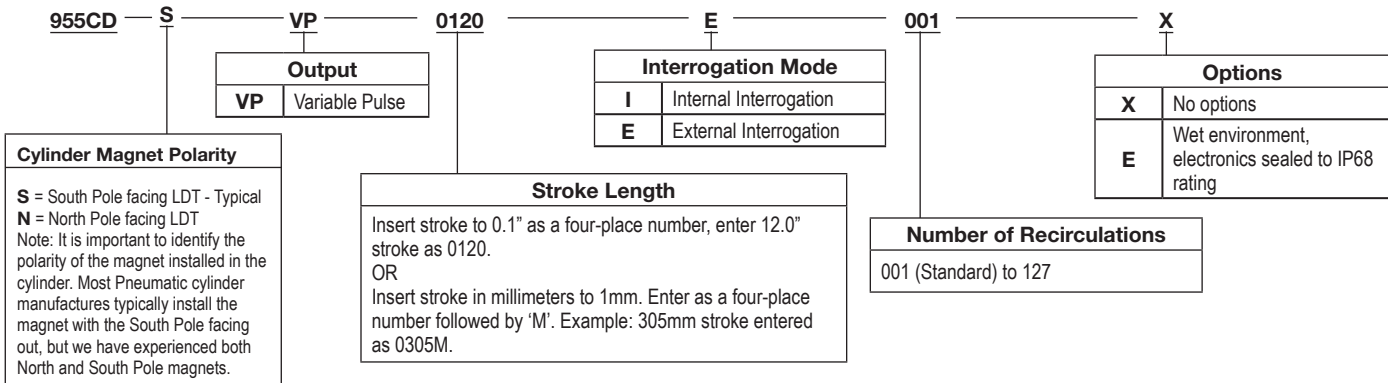 955CD S VP 0120 E 001 X
Output
VP Variable Pulse
Interrogation Mode
I Internal Interrogation
E External Interrogation
Options
X No options
E Wet environment,
electronics sealed to IP68
rating
Cylinder Magnet Polarity
S = South Pole facing LDT - Typical
N = North Pole facing LDT
Note: It is important to identify the
polarity of the magnet installed in the
cylinder. Most Pneumatic cylinder
manufactures typically install the
magnet with the South Pole facing
out, but we have experienced both
North and South Pole magnets.
Stroke Length
Insert stroke to 0.1” as a four-place number, enter 12.0”
stroke as 0120.
OR
Insert stroke in millimeters to 1mm. Enter as a four-place
number followed by ‘M’. Example: 305mm stroke entered
as 0305M.
Number of Recirculations
001 (Standard) to 127